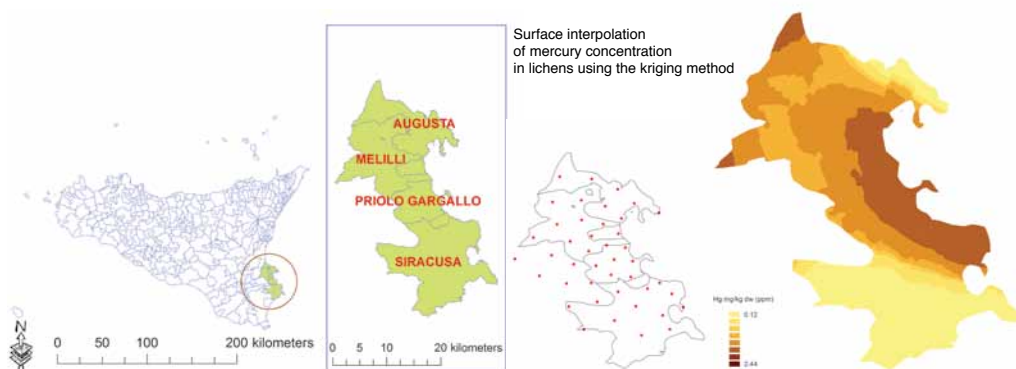 Surface interpolation
of mercury concentration
in lichens using the kriging method
AUGUSTA
MELILLI
PRIOLO GARGALLO
SIRACUSA
N
0 50 100 200 kilometers
0 5 10 20 kilometers
Hg mg/kg dw (ppm)
0.12
2.44